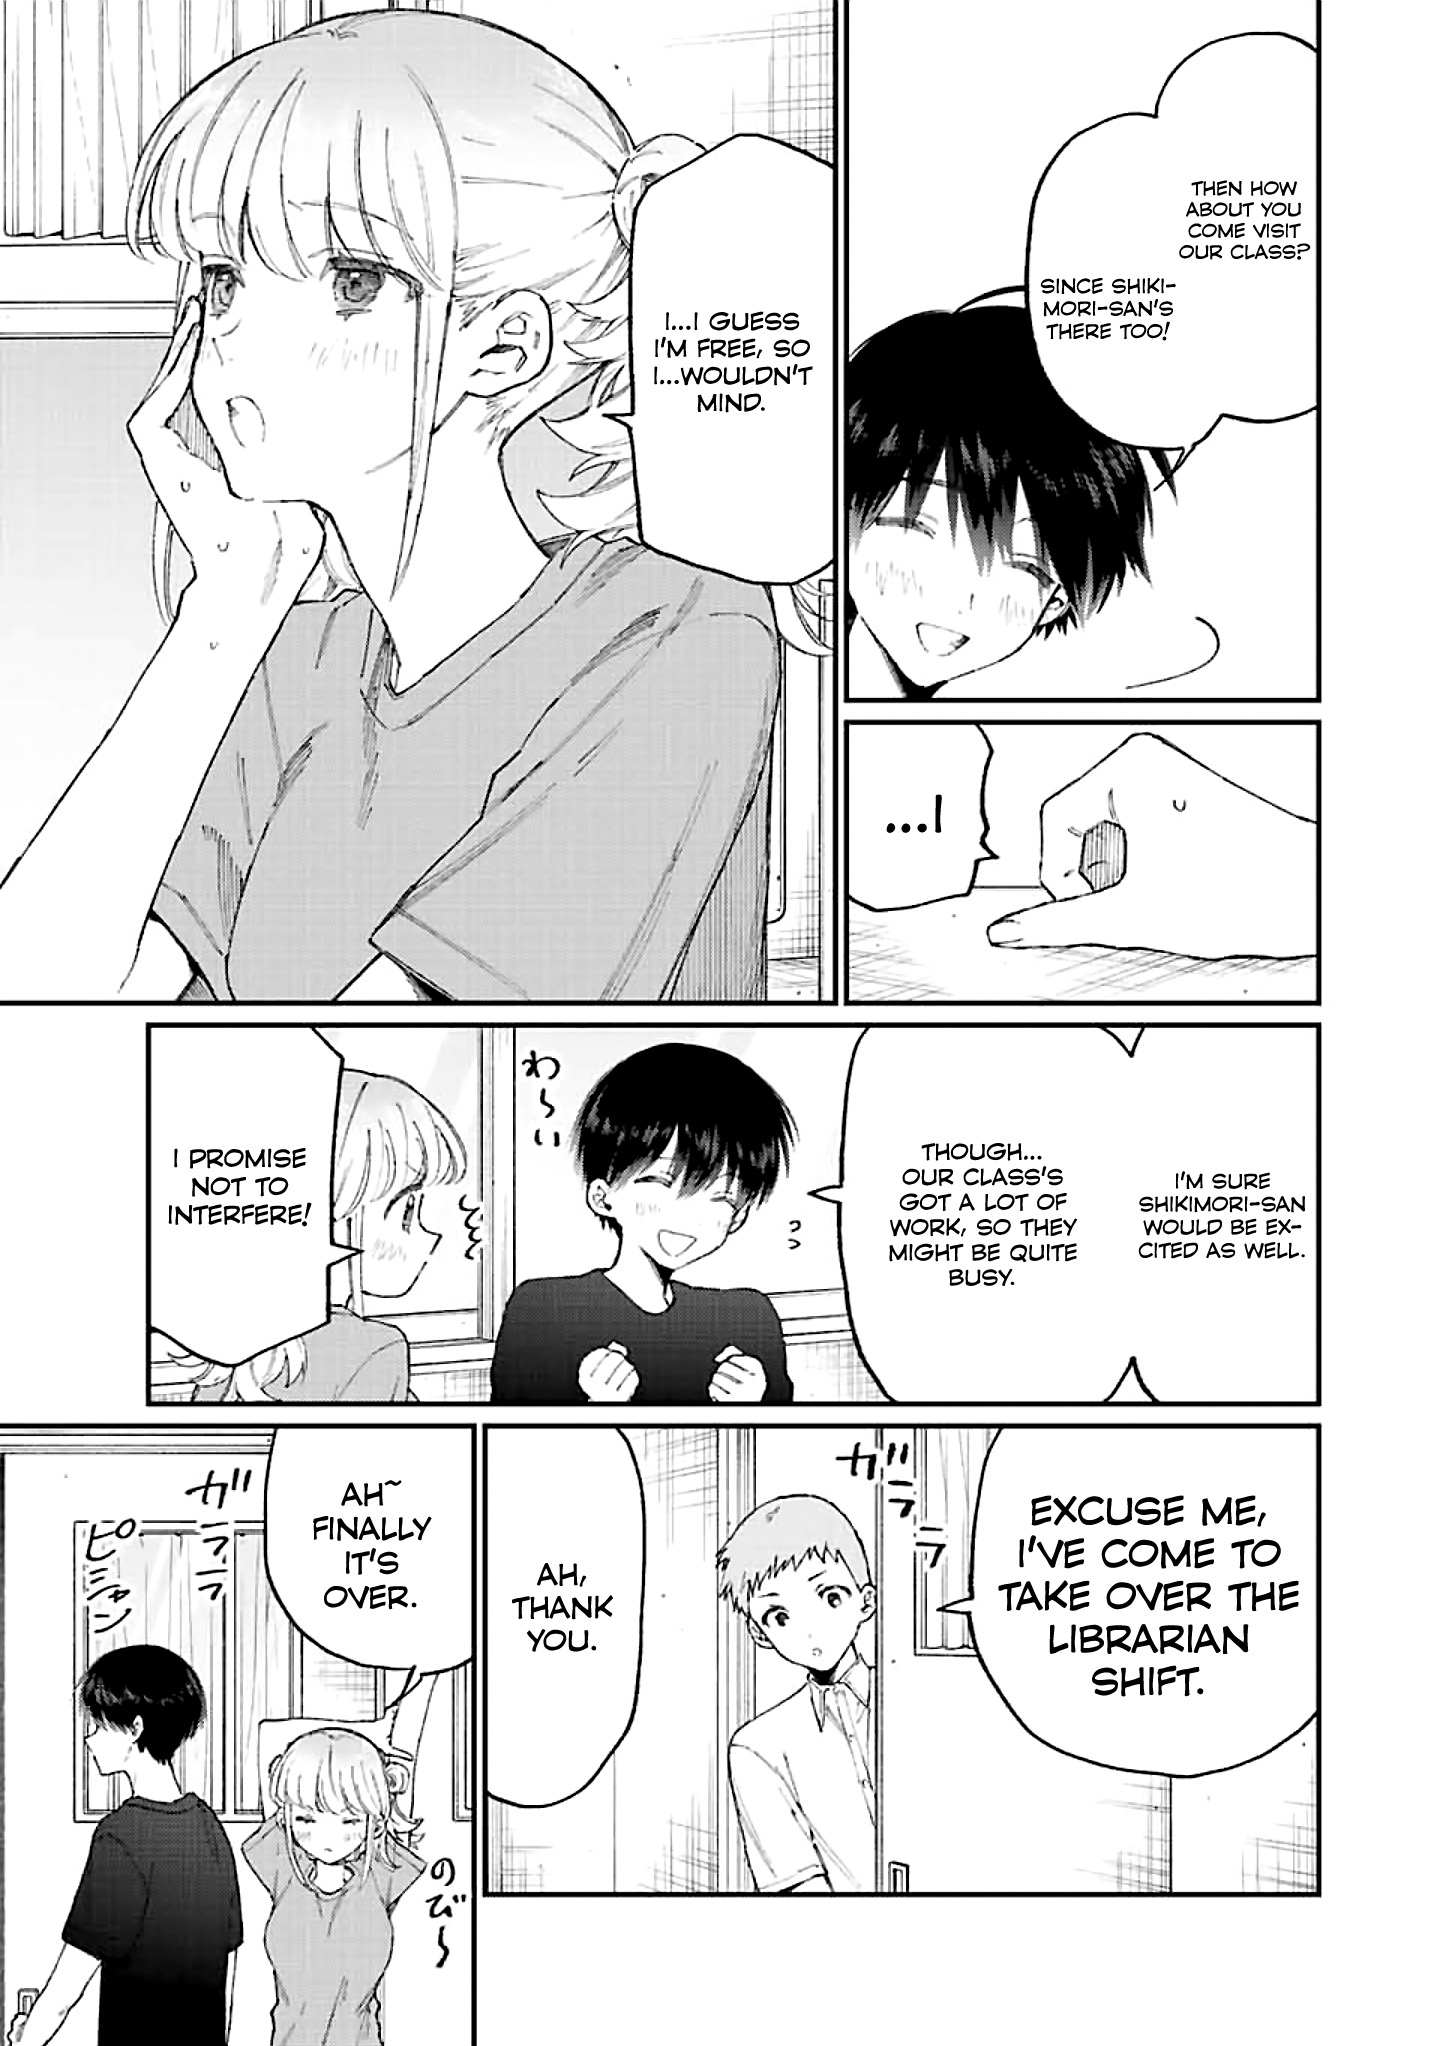 THEN HOW
ABOUT YOU
COME VISIT
OUR CLASS?
SINCE SHIKI-
MORI-SAN'S
THERE TOO!
...I
I...I GUESS
I'M FREE, SO
I...WOULDN'T
MIND.
I'M SURE
SHIKIMORI-SAN
WOULD BE EX-
CITED AS WELL.
THOUGH...
OUR CLASS'S
GOT A LOT OF
WORK, SO THEY
MIGHT BE QUITE
BUSY.
わ〜い
I PROMISE
NOT TO
INTERFERE!
EXCUSE ME,
I'VE COME TO
TAKE OVER THE
LIBRARIAN
SHIFT.
ガララ
AH,
THANK
YOU.
AH~
FINALLY
IT'S
OVER.
ガララ
ピシャン
のび〜